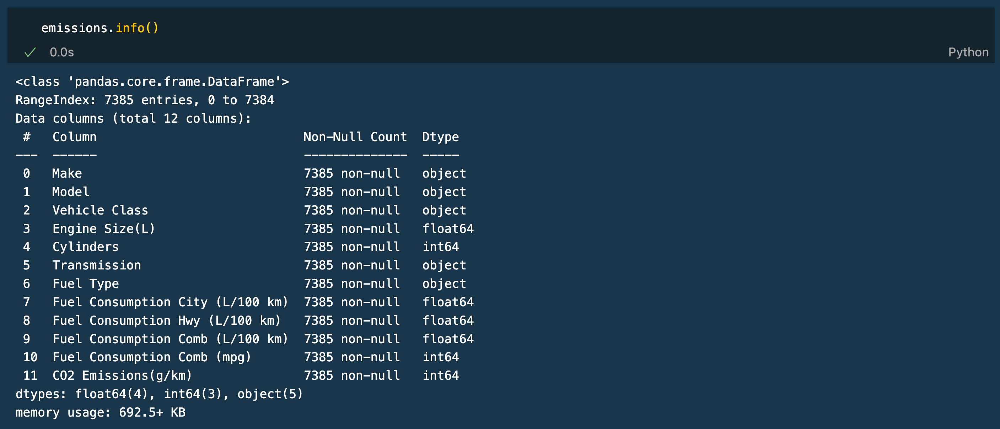 emissions.info()
0.0s
Python
<class 'pandas.core.frame.DataFrame'>
RangeIndex: 7385 entries, 0 to 7384
Data columns (total 12 columns):
 #   Column                            Non-Null Count  Dtype
---  ------                            --------------  -----
 0   Make                              7385 non-null   object
 1   Model                             7385 non-null   object
 2   Vehicle Class                     7385 non-null   object
 3   Engine Size(L)                    7385 non-null   float64
 4   Cylinders                         7385 non-null   int64
 5   Transmission                      7385 non-null   object
 6   Fuel Type                         7385 non-null   object
 7   Fuel Consumption City (L/100 km)  7385 non-null   float64
 8   Fuel Consumption Hwy (L/100 km)   7385 non-null   float64
 9   Fuel Consumption Comb (L/100 km)  7385 non-null   float64
 10  Fuel Consumption Comb (mpg)       7385 non-null   int64
 11  CO2 Emissions(g/km)               7385 non-null   int64
dtypes: float64(4), int64(3), object(5)
memory usage: 692.5+ KB